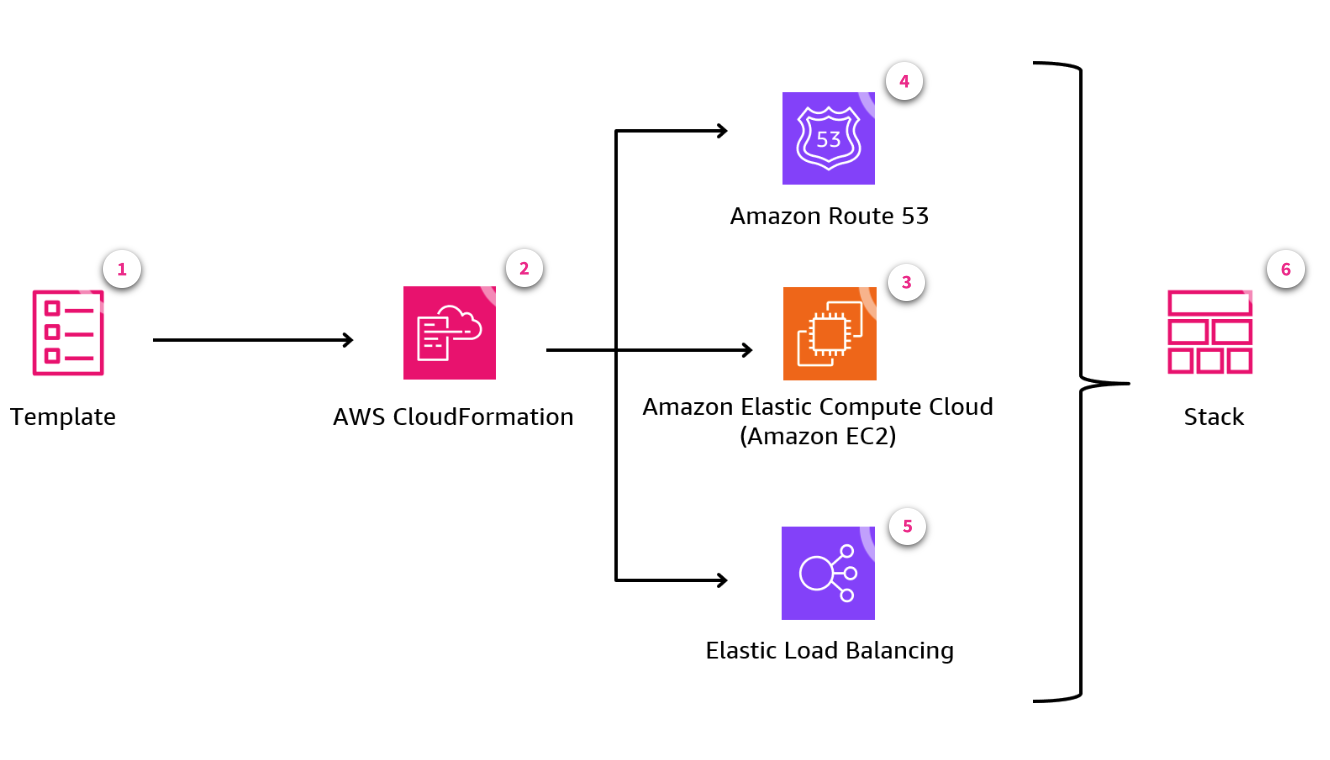 4
53
Amazon Route 53
1
2
3
6
Template
AWS CloudFormation
Amazon Elastic Compute Cloud
(Amazon EC2)
Stack
5
Elastic Load Balancing